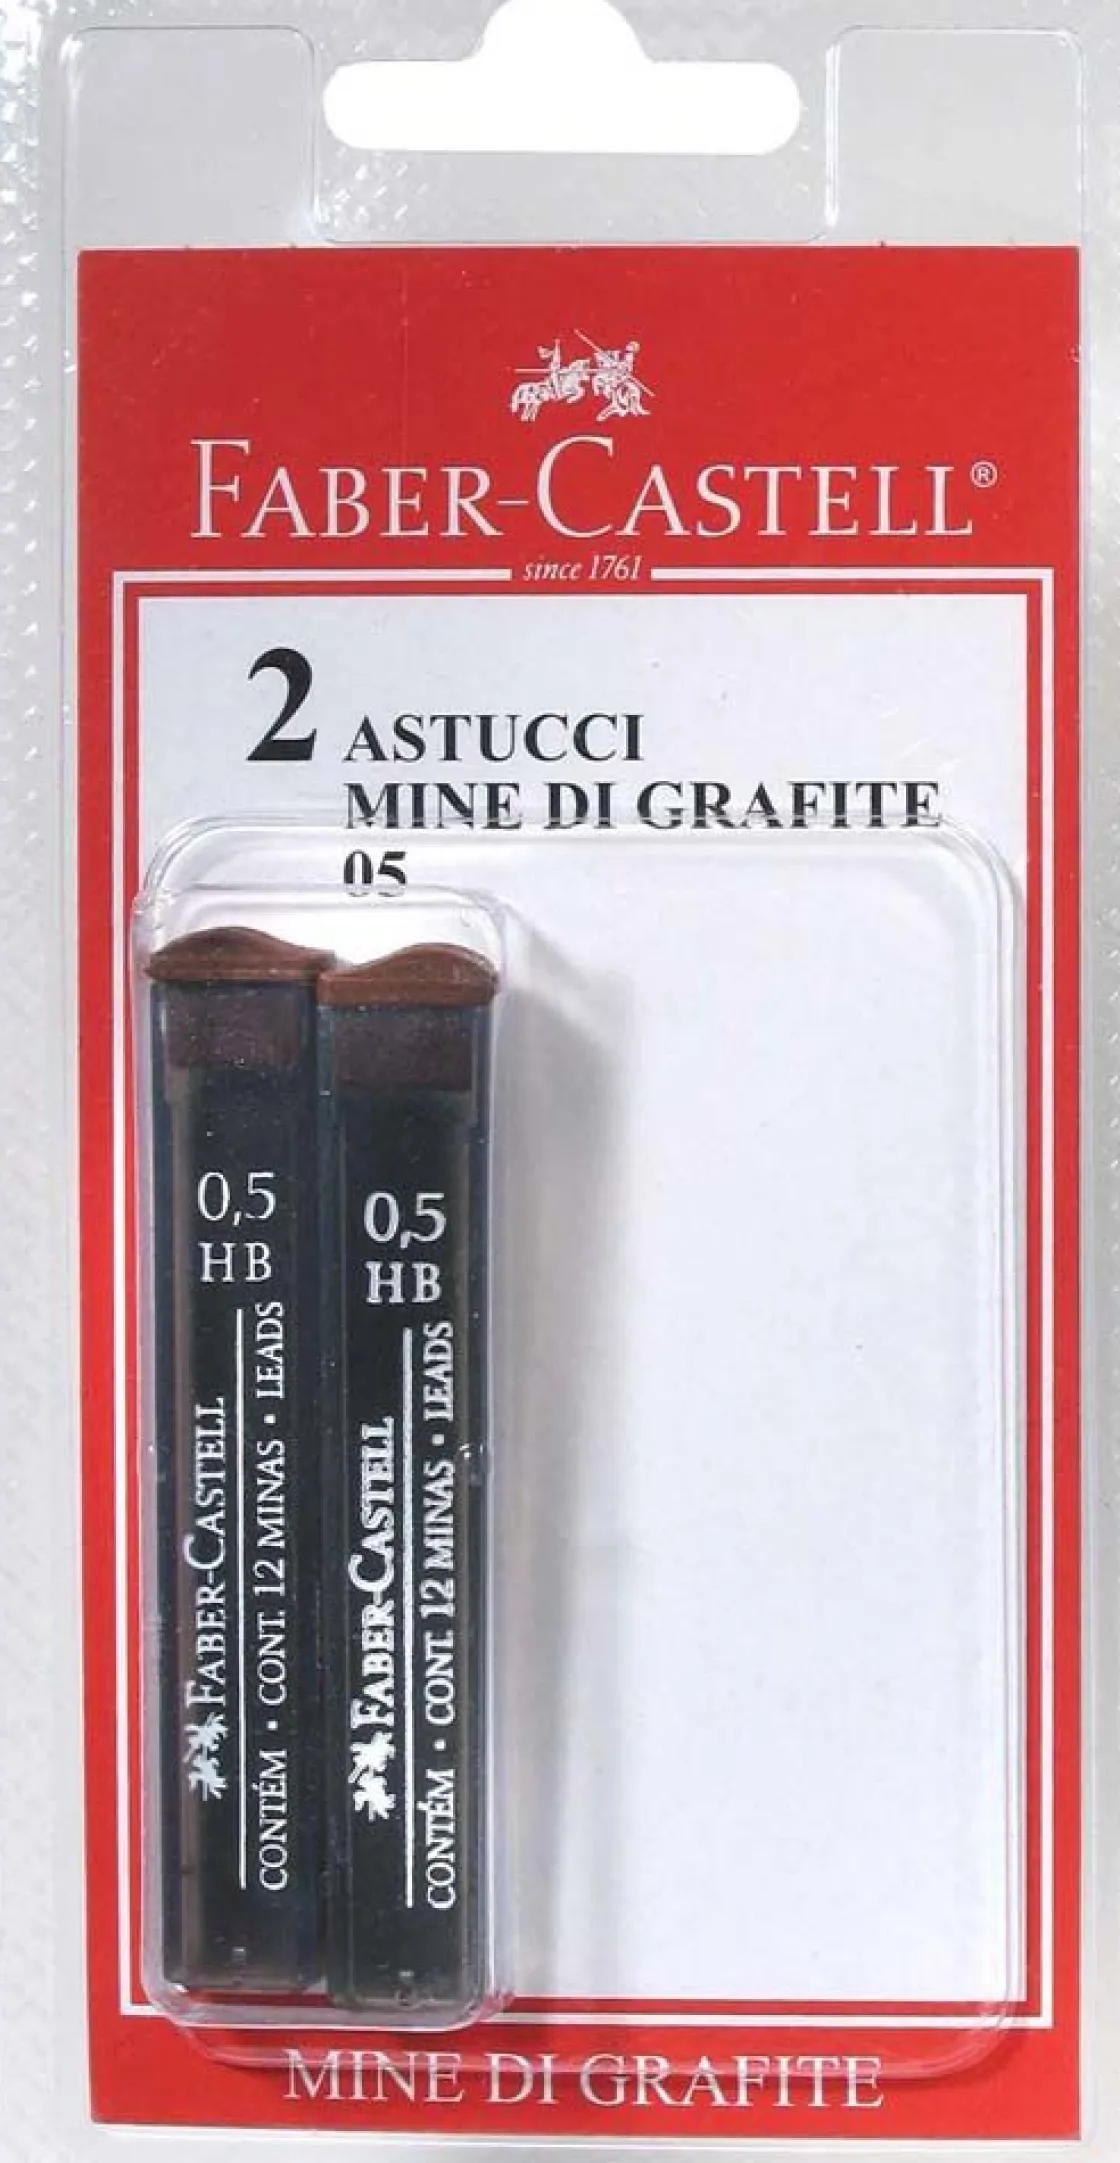 FABER-CASTELL®
since 1761
2 ASTUCCI
MINE DI GRAFITE
05
0,5
HB
FABER-CASTELL
CONTÉM • CONT. 12 MINAS • LEADS
0,5
HB
FABER-CASTELL
CONTÉM • CONT. 12 MINAS • LEADS
MINE DI GRAFITE